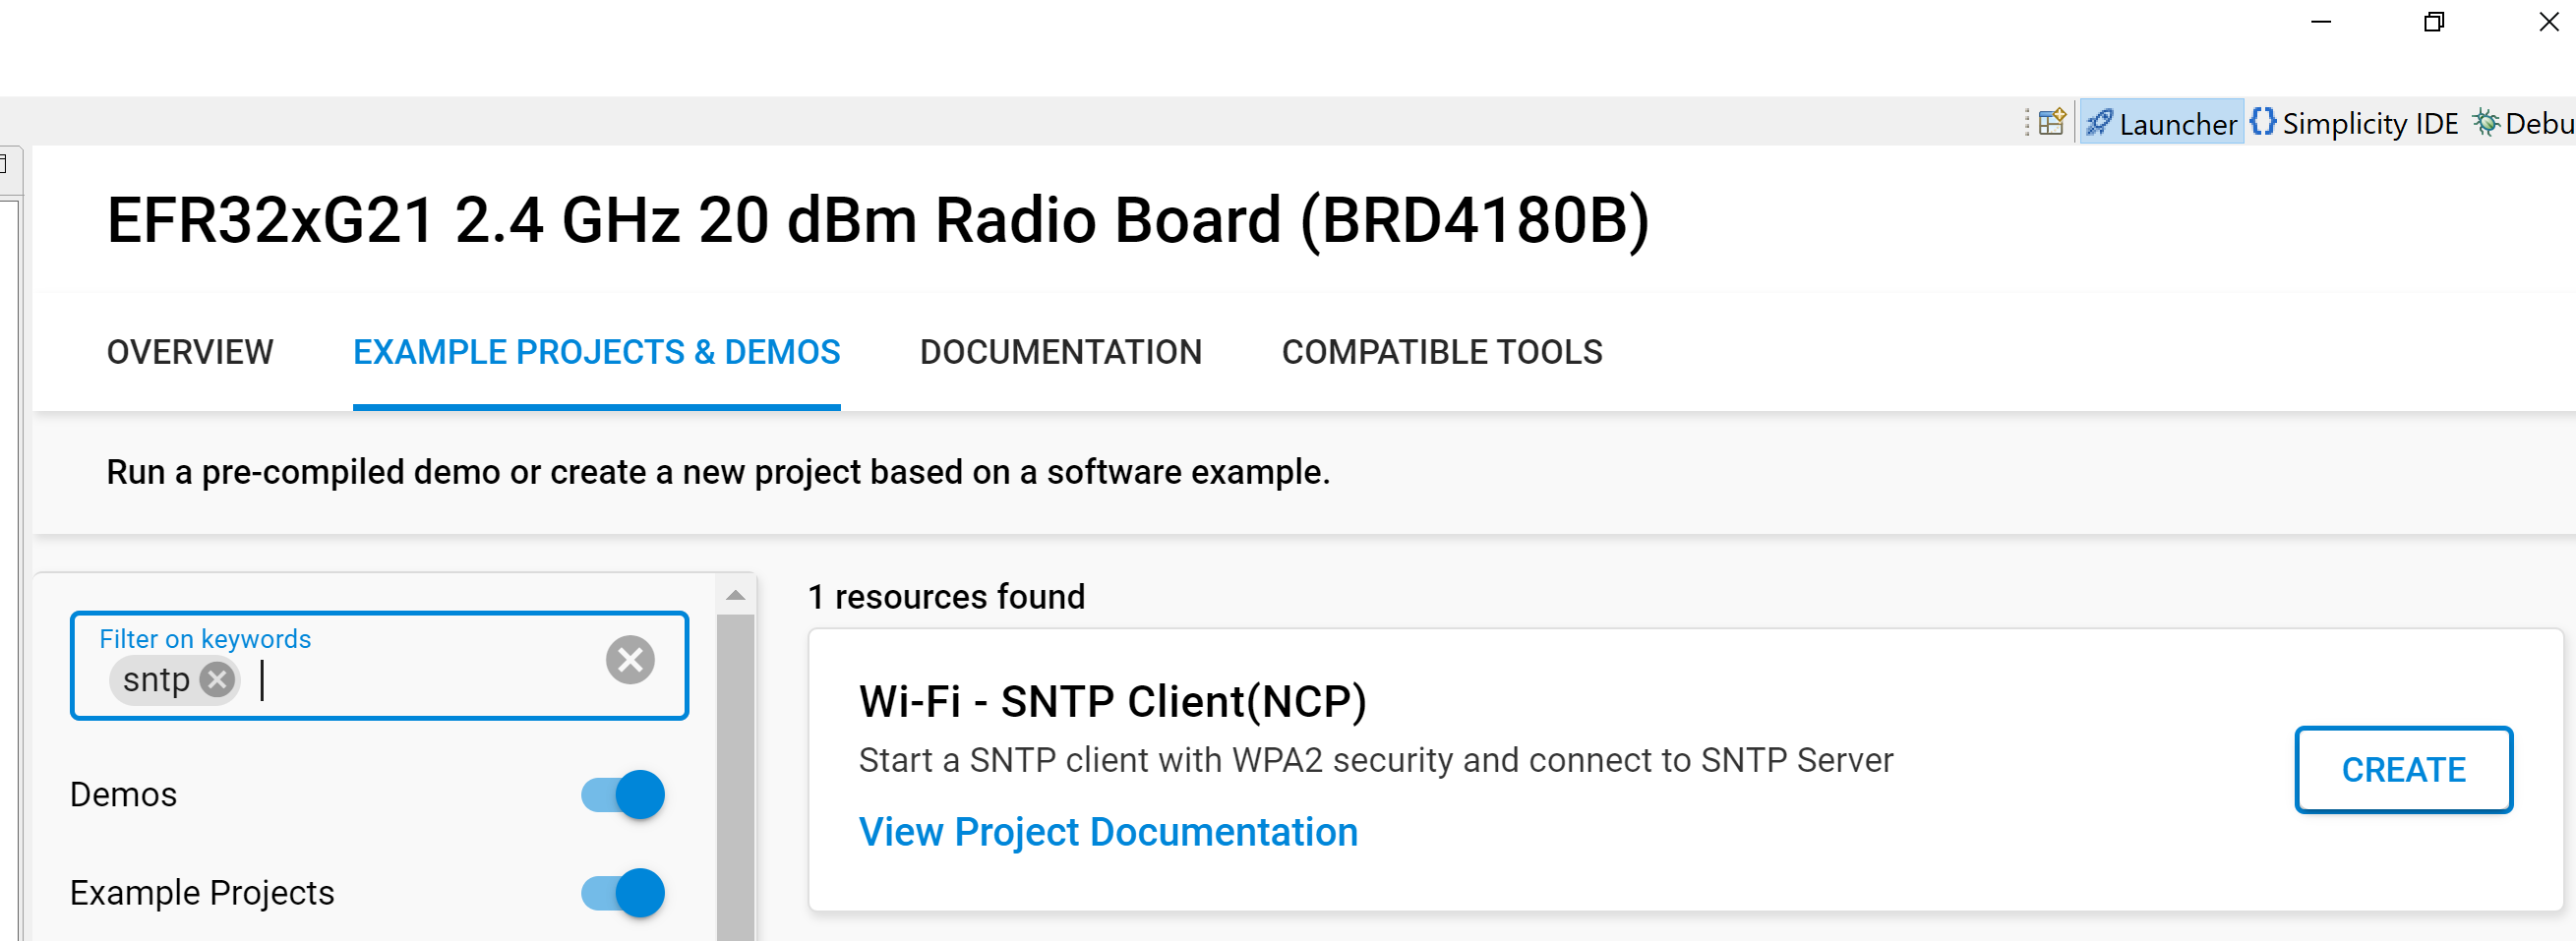 Launcher Simplicity IDE Debu
EFR32xG21 2.4 GHz 20 dBm Radio Board (BRD4180B)
OVERVIEW EXAMPLE PROJECTS & DEMOS DOCUMENTATION COMPATIBLE TOOLS
Run a pre-compiled demo or create a new project based on a software example.
Filter on keywords
sntp
Demos
Example Projects
1 resources found
Wi-Fi - SNTP Client(NCP)
Start a SNTP client with WPA2 security and connect to SNTP Server
View Project Documentation
CREATE